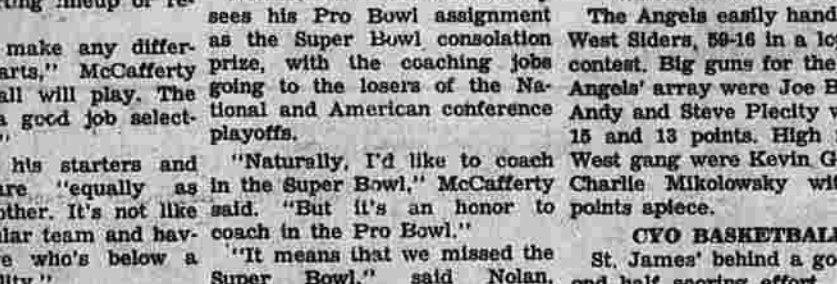 make any differ-
arts," McCafferty
all will play. The
a good job select-
his starters and
"equally as
other. It's not like
team and hav-
who's below a
sees his Pro Bowl assignment
as the Super Bowl consolation
prize, with the coaching jobs
going to the losers of the Na-
tional and American conference
playoffs.
"Naturally, I'd like to coach
in the Super Bowl," McCafferty
said. "But it's an honor to
coach in the Pro Bowl."
"It means that we missed the
Super Bowl," said Nolan,
The Angels easily hand
West Siders, 59-16 in a
contest. Big guns for the
Angels' array were Joe
Andy and Steve Plecity
15 and 13 points. High
West gang were Kevin
Charlie Mikolowsky
points apiece.
CYO BASKETBALL
St. James' behind a
and half scoring effort